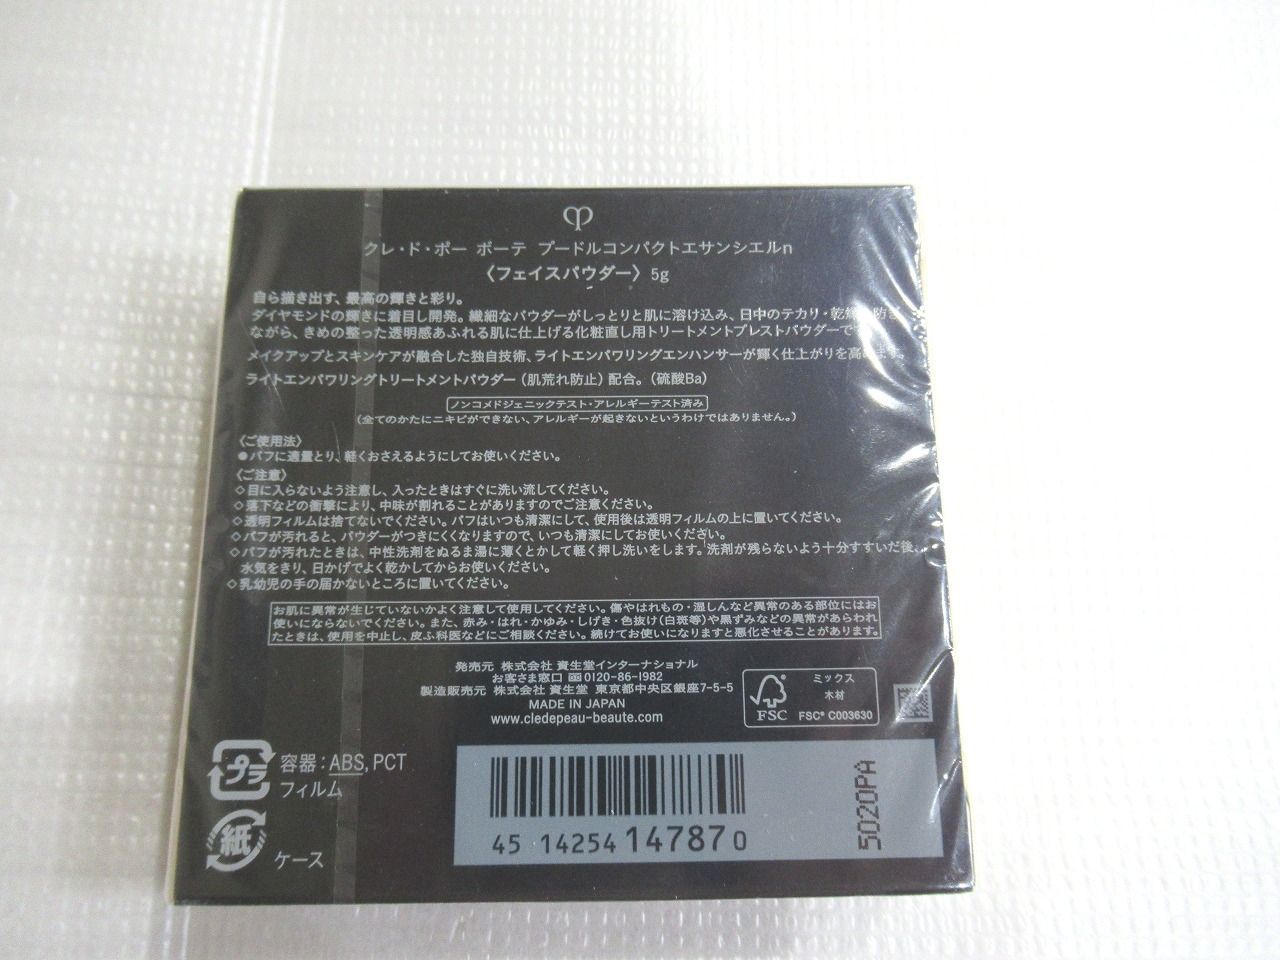 クレ・ド・ポー ボーテ プードルコンパクトエサンシエルn
〈フェイスパウダー〉5g
自ら描き出す、最高の輝きと彩り。
ダイヤモンドの輝きに着目し開発。繊細なパウダーがしっとりと肌に溶け込み、日中のテカリ・乾燥を防ぎ
ながら、きめの整った透明感あふれる肌に仕上げる化粧直し用トリートメントプレストパウダーです。
メイクアップとスキンケアが融合した独自技術、ライトエンパワリングエンハンサーが輝く仕上がりを高めます。
ライトエンパワリングトリートメントパウダー(肌荒れ防止)配合。(硫酸Ba)
ノンコメドジェニックテスト・アレルギーテスト済み
(全てのかたにニキビができない、アレルギーが起きないというわけではありません。)
〈ご使用法〉
●パフに適量とり、軽くおさえるようにしてお使いください。
〈ご注意〉
◇目に入らないよう注意し、入ったときはすぐに洗い流してください。
◇落下などの衝撃により、中味が割れることがありますのでご注意ください。
◇透明フィルムは捨てないでください。パフはいつも清潔にして、使用後は透明フィルムの上に置いてください。
◇パフが汚れると、パウダーがつきにくくなりますので、いつも清潔にしてお使いください。
◇パフが汚れたときは、中性洗剤をぬるま湯に薄くとかして軽く押し洗いをします。洗剤が残らないよう十分すすいだ後、
水気をきり、日かげでよく乾かしてからお使いください。
◇乳幼児の手の届かないところに置いてください。
お肌に異常が生じていないかよく注意して使用してください。傷やはれもの・湿しんなど異常のある部位にはお
使いにならないでください。また、赤み・はれ・かゆみ・しげき・色抜け(白斑等)や黒ずみなどの異常があらわれ
たときは、使用を中止し、皮ふ科医などにご相談ください。続けてお使いになりますと悪化させることがあります。
発売元 株式会社 資生堂インターナショナル
お客さま窓口 0120-86-1982
製造販売元 株式会社 資生堂 東京都中央区銀座7-5-5
MADE IN JAPAN
www.cledepeau-beaute.com
FSC
ミックス
木材
FSC® C003630
プラ
容器:ABS, PCT
フィルム
紙
ケース
45 14254 14787 0
5020PA